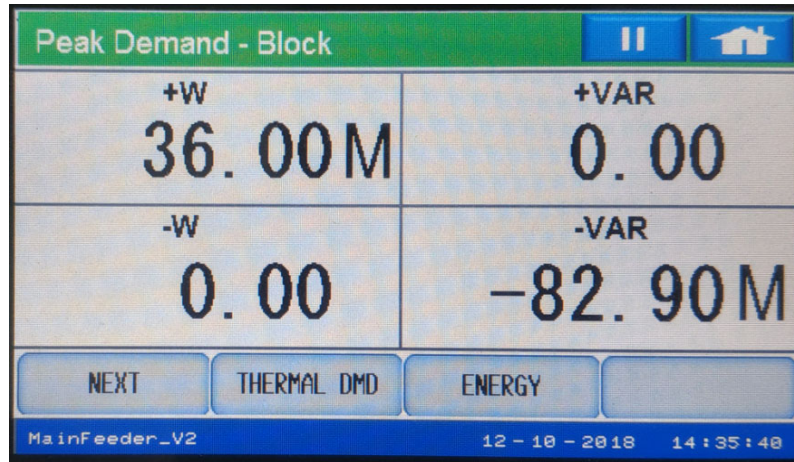 Peak Demand - Block
+W
+VAR
36.00M
0.00
-W
-VAR
0.00
-82.90M
NEXT THERMAL DMD ENERGY
MainFeeder_V2 12-10-2018 14:35:40